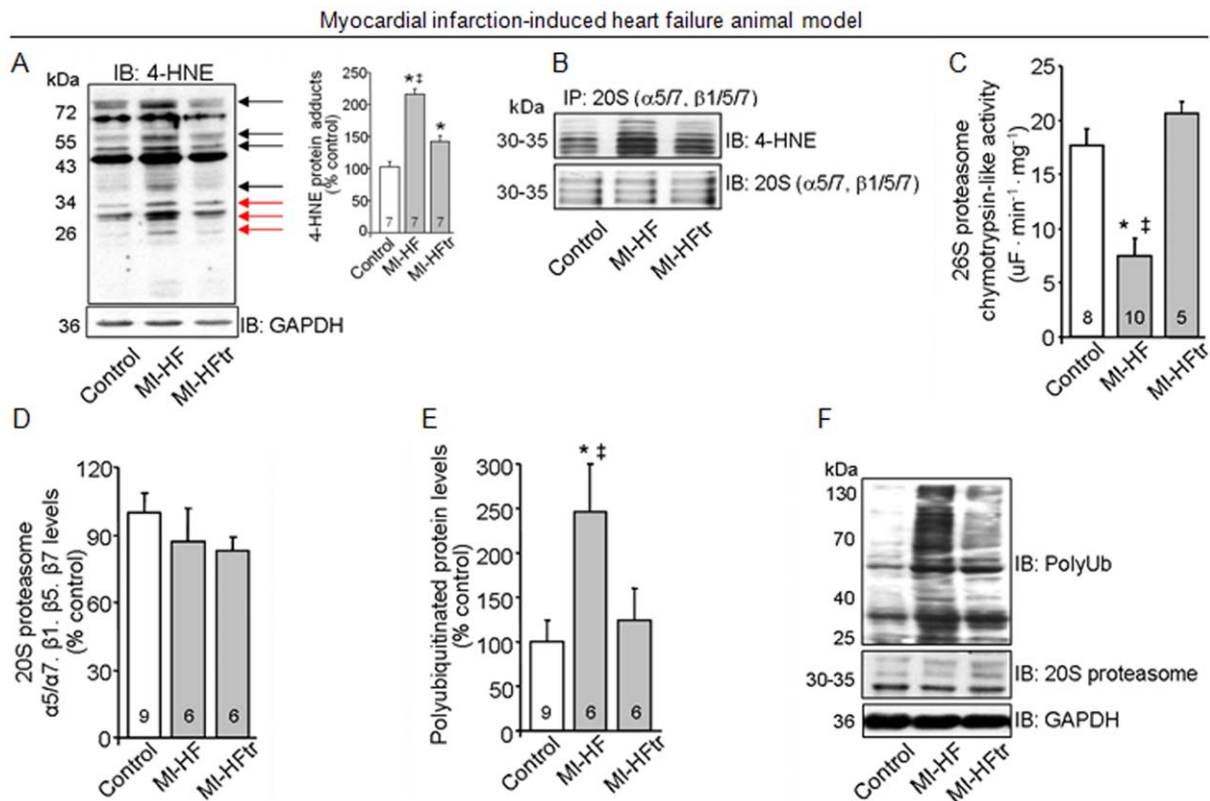 Myocardial infarction-induced heart failure animal model
A
IB: 4-HNE
kDa
72
55
43
34
26
36
IB: GAPDH
Control
MI-HF
MI-HFtr
4-HNE protein adducts
(% control)
250
200
150
100
50
0
*‡
*
7
7
7
Control
MI-HF
MI-HFtr
B
IP: 20S (α5/7, β1/5/7)
kDa
30-35
IB: 4-HNE
30-35
IB: 20S (α5/7, β1/5/7)
Control
MI-HF
MI-HFtr
C
26S proteasome
chymotrypsin-like activity
(uF · min⁻¹ · mg⁻¹)
25
20
15
10
5
0
* ‡
8
10
5
Control
MI-HF
MI-HFtr
D
20S proteasome
α5/α7. β1. β5. β7 levels
(% control)
120
90
60
30
0
9
6
6
Control
MI-HF
MI-HFtr
E
Polyubiquitinated protein levels
(% control)
300
250
200
150
100
50
0
* ‡
9
6
6
Control
MI-HF
MI-HFtr
F
kDa
130
70
40
25
IB: PolyUb
30-35
IB: 20S proteasome
36
IB: GAPDH
Control
MI-HF
MI-HFtr